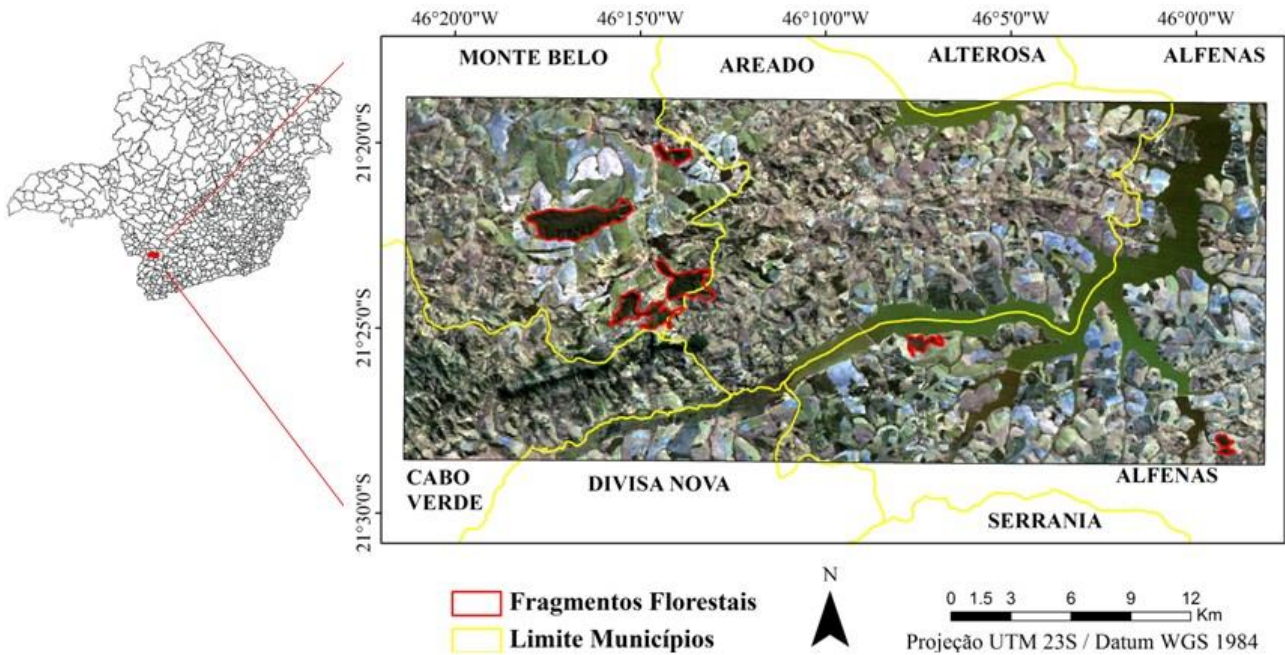 46°20'0"W 46°15'0"W 46°10'0"W 46°5'0"W 46°0'0"W
MONTE BELO
AREADO
ALTEROSA
ALFENAS
21°20'0"S
21°25'0"S
21°30'0"S
CABO
VERDE
DIVISA NOVA
ALFENAS
SERRANIA
Fragmentos Florestais
Limite Municípios
N
0 1.5 3 6 9 12
Km
Projeção UTM 23S / Datum WGS 1984